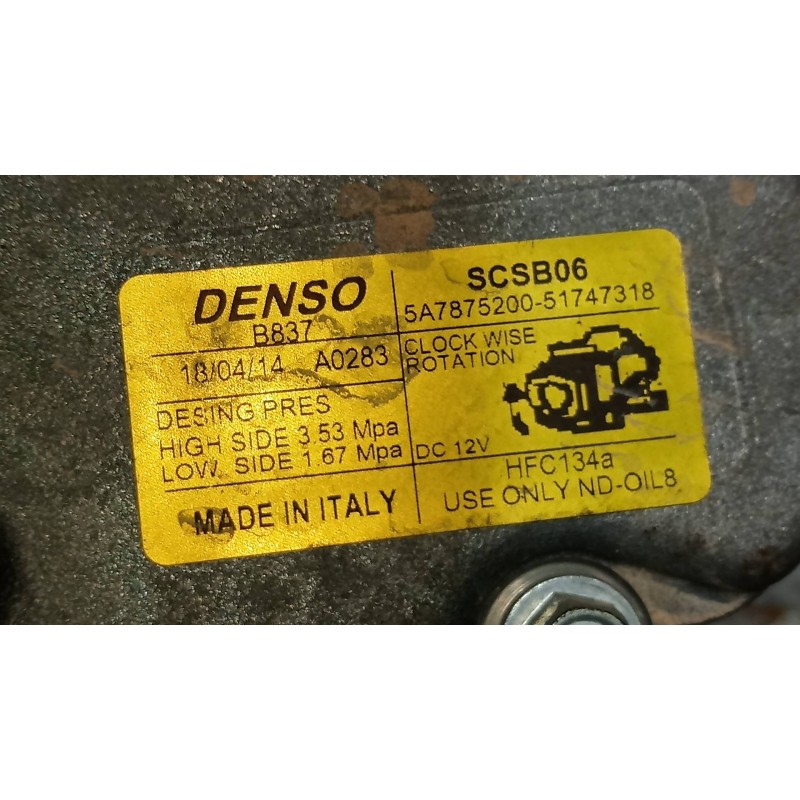 DENSO
B837
18/04/14 A0283
DESING PRES
HIGH SIDE 3.53 Mpa
LOW. SIDE 1.67 Mpa
MADE IN ITALY
SCSB06
5A7875200-51747318
CLOCK WISE
ROTATION
DC 12V
HFC134a
USE ONLY ND-OIL8